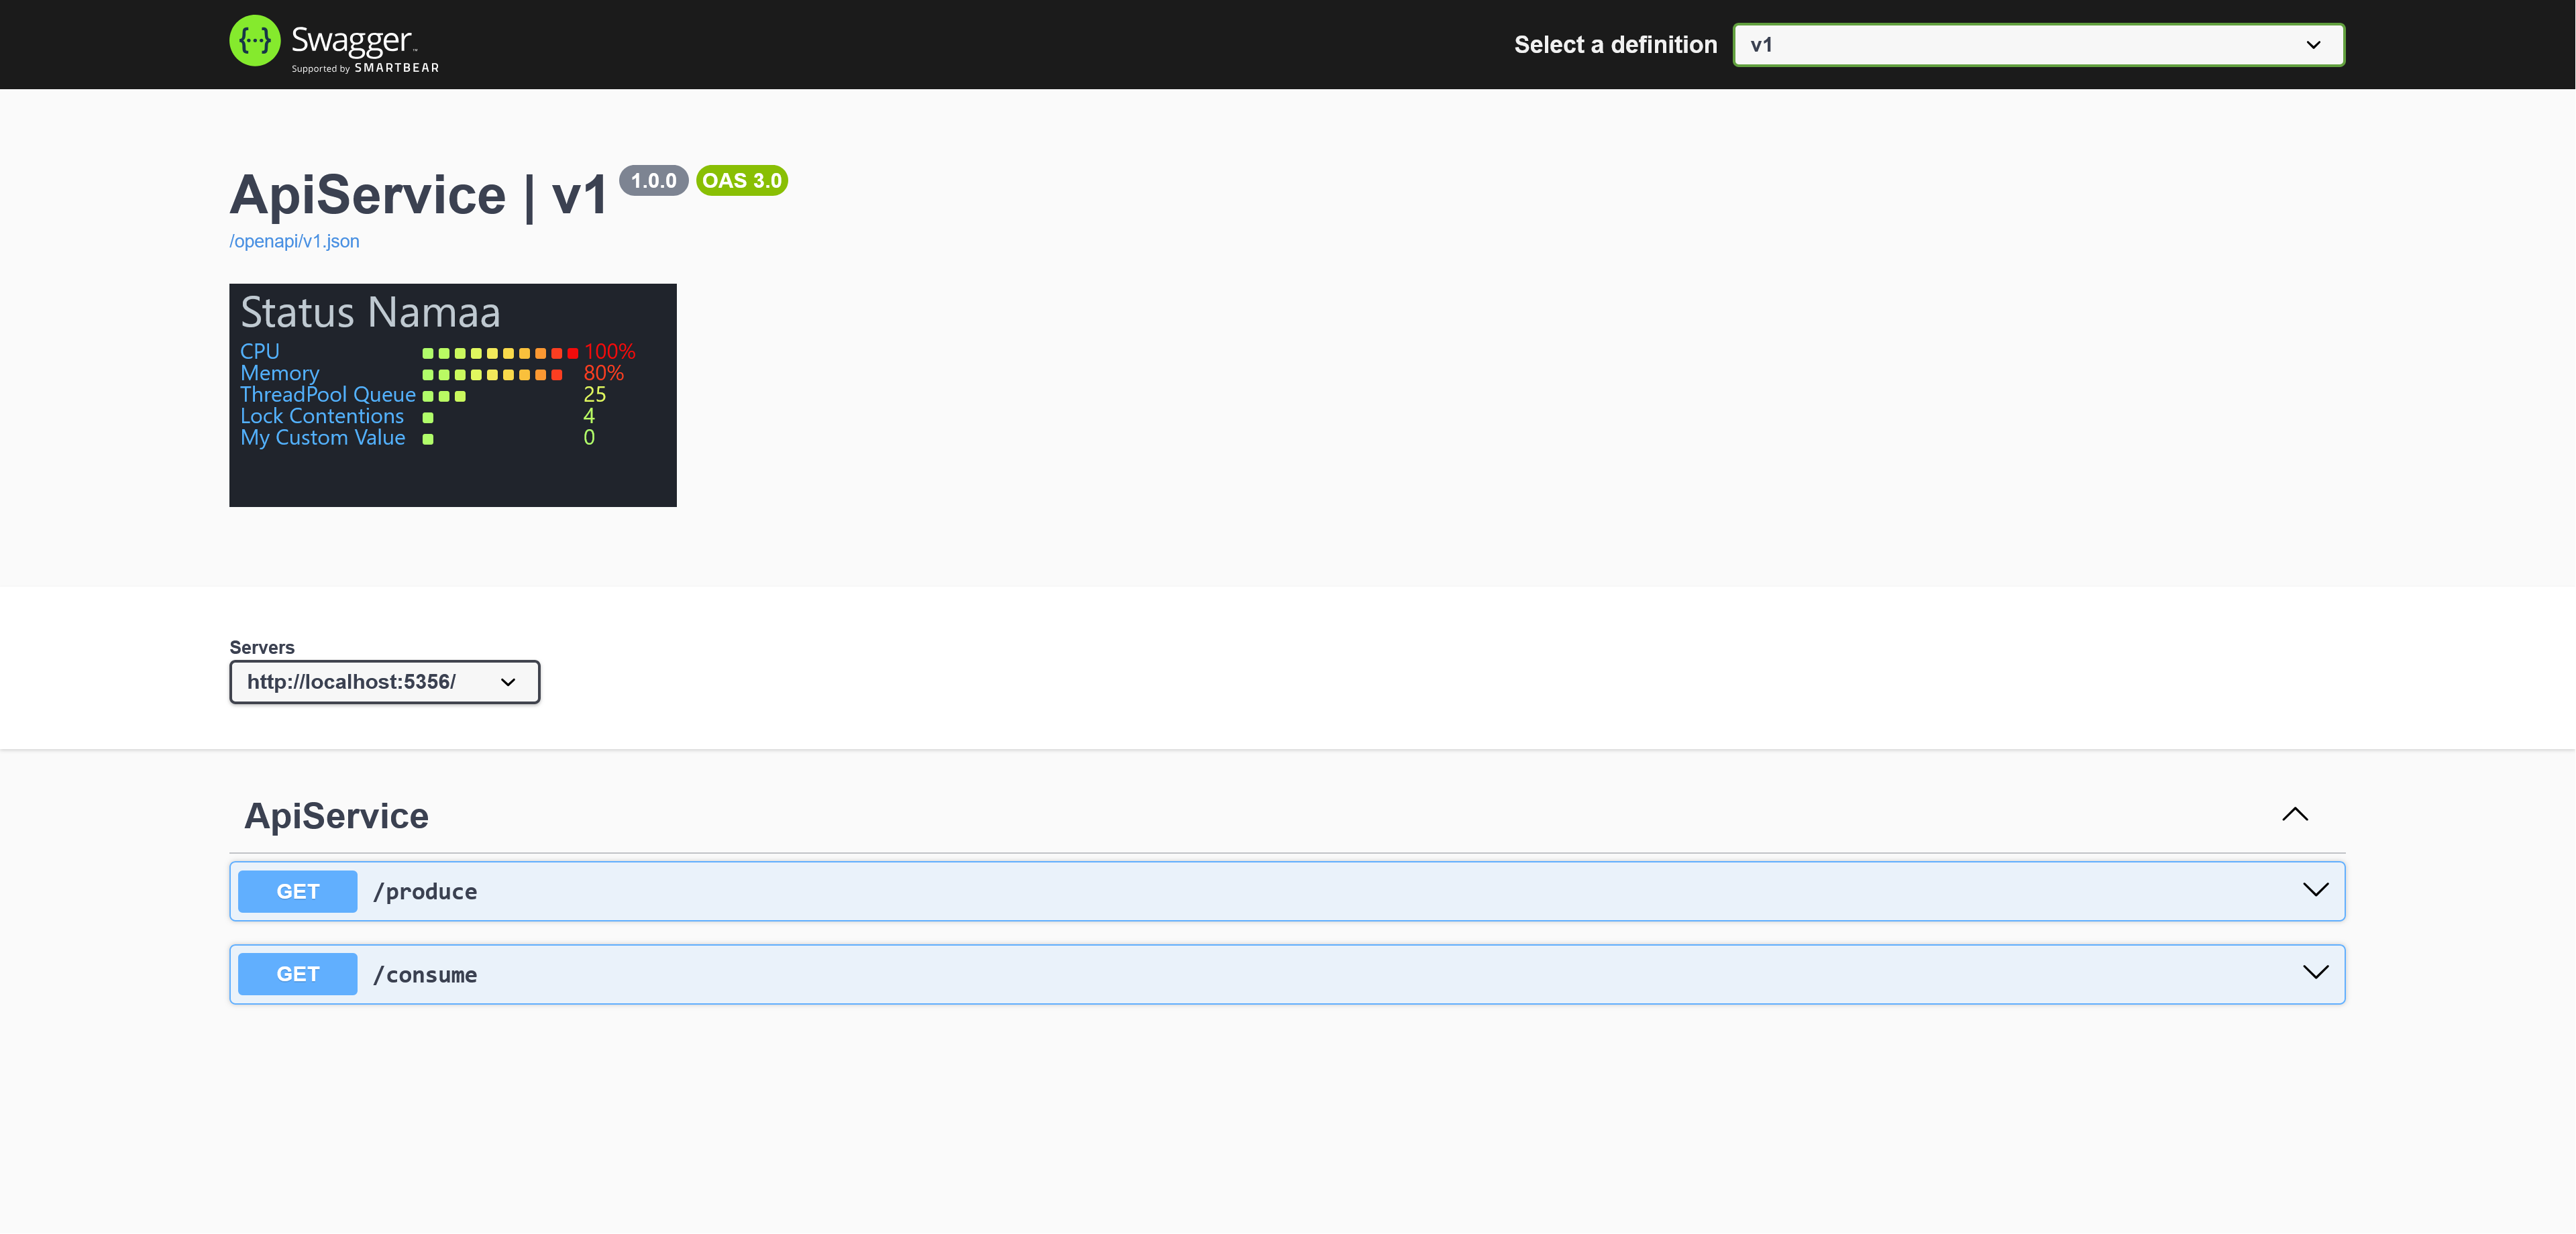 Swagger
Supported by SMARTBEAR
Select a definition
v1
ApiService | v1 1.0.0 OAS 3.0
/openapi/v1.json
Status Namaa
CPU 100%
Memory 80%
ThreadPool Queue 25
Lock Contentions 4
My Custom Value 0
Servers
http://localhost:5356/
ApiService
GET /produce
GET /consume